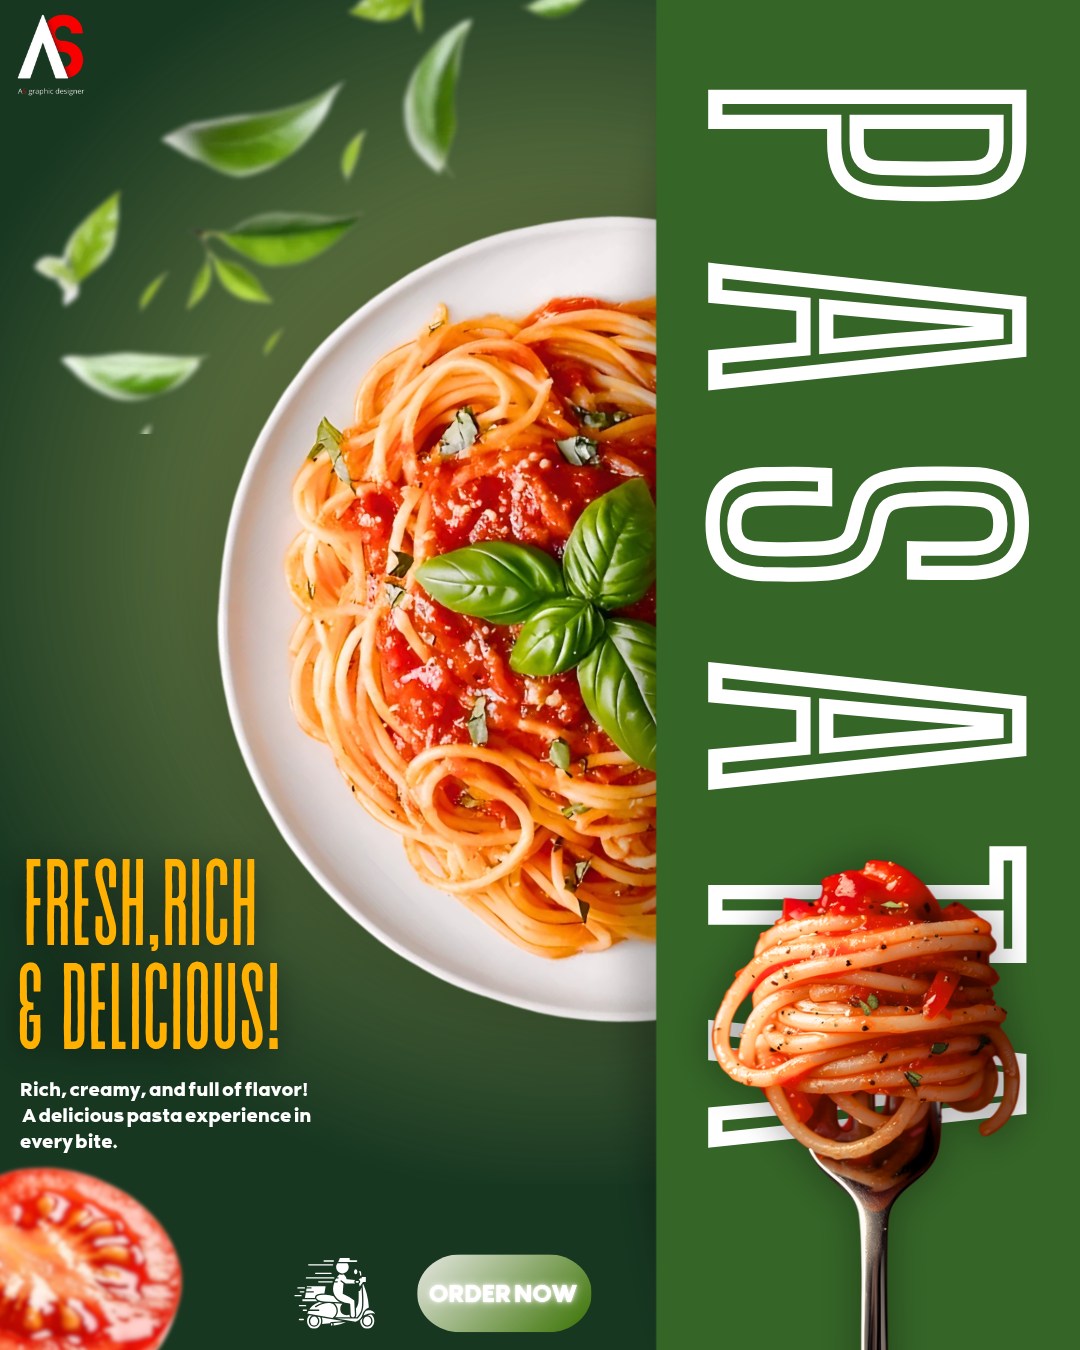 AS
A graphic designer
PASATA
FRESH,RICH
& DELICIOUS!
Rich, creamy, and full of flavor!
A delicious pasta experience in
every bite.
ORDER NOW